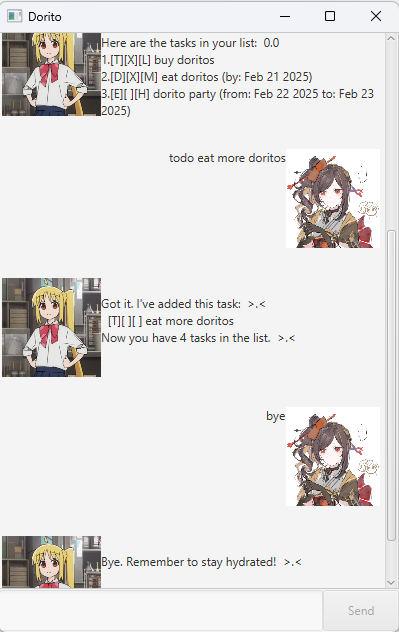 Dorito
Here are the tasks in your list:  0.0
1.[T][X][L] buy doritos
2.[D][X][M] eat doritos (by: Feb 21 2025)
3.[E][ ][H] dorito party (from: Feb 22 2025 to: Feb 23
2025)
todo eat more doritos
Got it. I've added this task:  >.<
[T][ ][ ] eat more doritos
Now you have 4 tasks in the list.  >.<
bye
Bye. Remember to stay hydrated!  >.<
Send